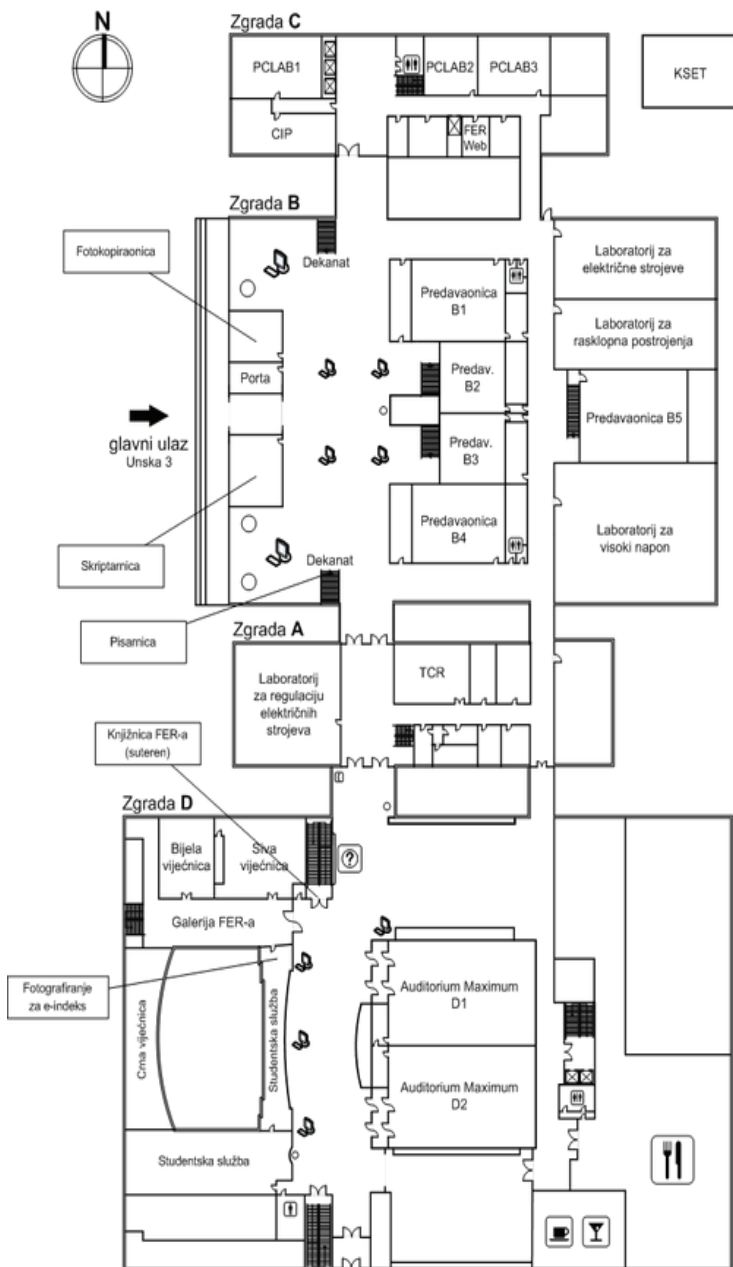 N
Zgrada C
PCLAB1
PCLAB2
PCLAB3
KSET
CIP
FER
Web
Zgrada B
Fotokopiraonica
Dekanat
Laboratorij za
električne strojeve
Predavaonica
B1
Laboratorij za
rasklopna postrojenja
Porta
Predav.
B2
glavni ulaz
Unska 3
Predavaonica B5
Predav.
B3
Predavaonica
B4
Laboratorij za
visoki napon
Skriptarnica
Dekanat
Pisarnica
Zgrada A
Laboratorij
za regulaciju
električnih
strojeva
TCR
Knjižnica FER-a
(suteren)
Zgrada D
Bijela
vijećnica
Siva
vijećnica
?
Galerija FER-a
Fotografiranje
za e-indeks
Crna vijećnica
Studentska služba
Auditorium Maximum
D1
Auditorium Maximum
D2
Studentska služba